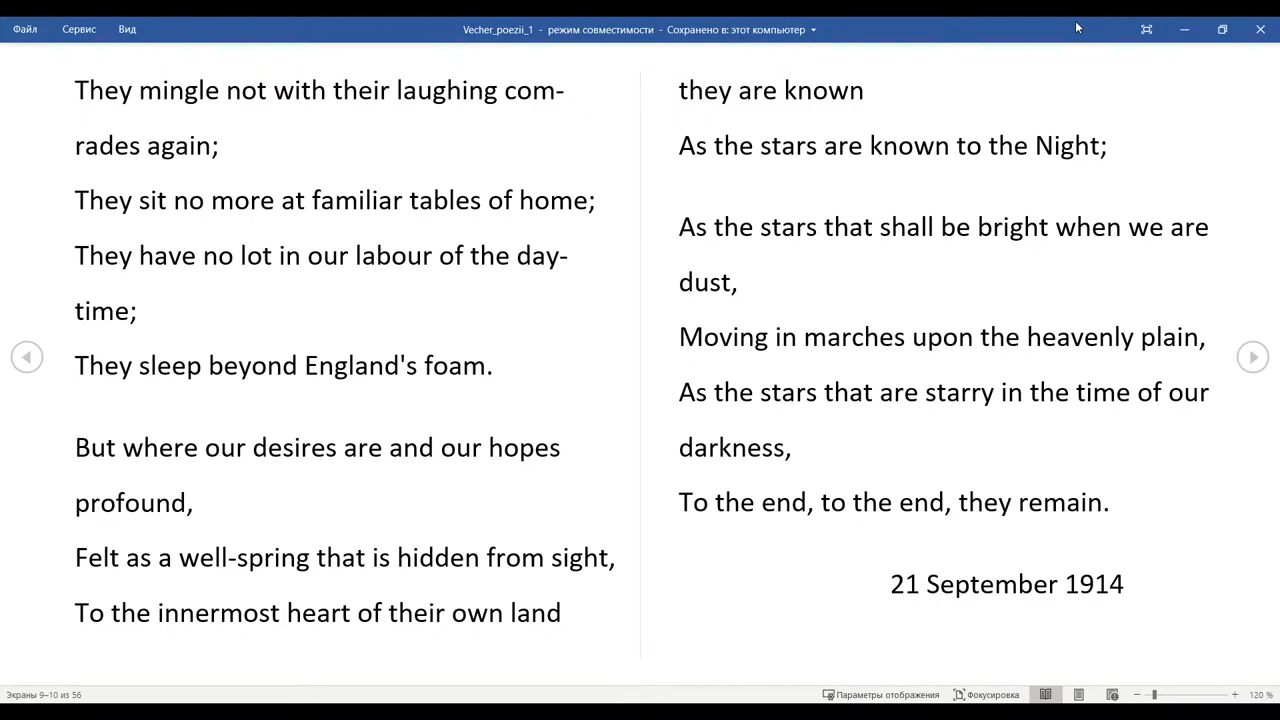 Файл Сервис Вид Vecher_poezii_1 - режим совместимости - Сохранено в: этот компьютер
They mingle not with their laughing com-
rades again;
They sit no more at familiar tables of home;
They have no lot in our labour of the day-
time;
They sleep beyond England's foam.
But where our desires are and our hopes
profound,
Felt as a well-spring that is hidden from sight,
To the innermost heart of their own land
they are known
As the stars are known to the Night;
As the stars that shall be bright when we are
dust,
Moving in marches upon the heavenly plain,
As the stars that are starry in the time of our
darkness,
To the end, to the end, they remain.
21 September 1914
Экраны 9–10 из 56 Параметры отображения Фокусировка 120 %